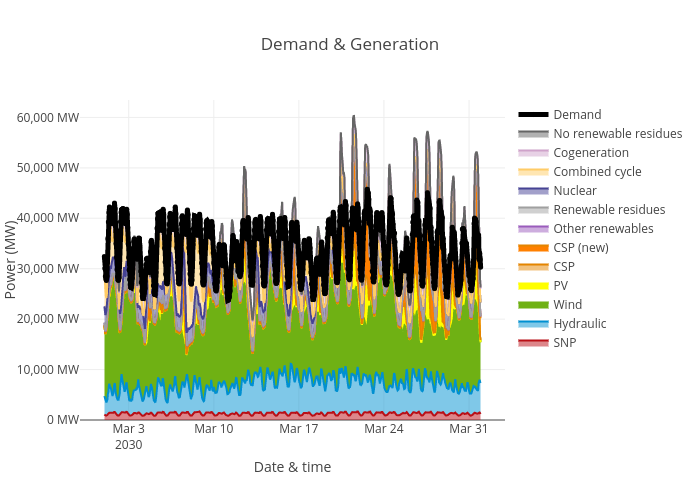 Demand & Generation
60,000 MW
50,000 MW
40,000 MW
30,000 MW
20,000 MW
10,000 MW
0 MW
Power (MW)
Mar 3
2030
Mar 10
Mar 17
Mar 24
Mar 31
Date & time
Demand
No renewable residues
Cogeneration
Combined cycle
Nuclear
Renewable residues
Other renewables
CSP (new)
CSP
PV
Wind
Hydraulic
SNP